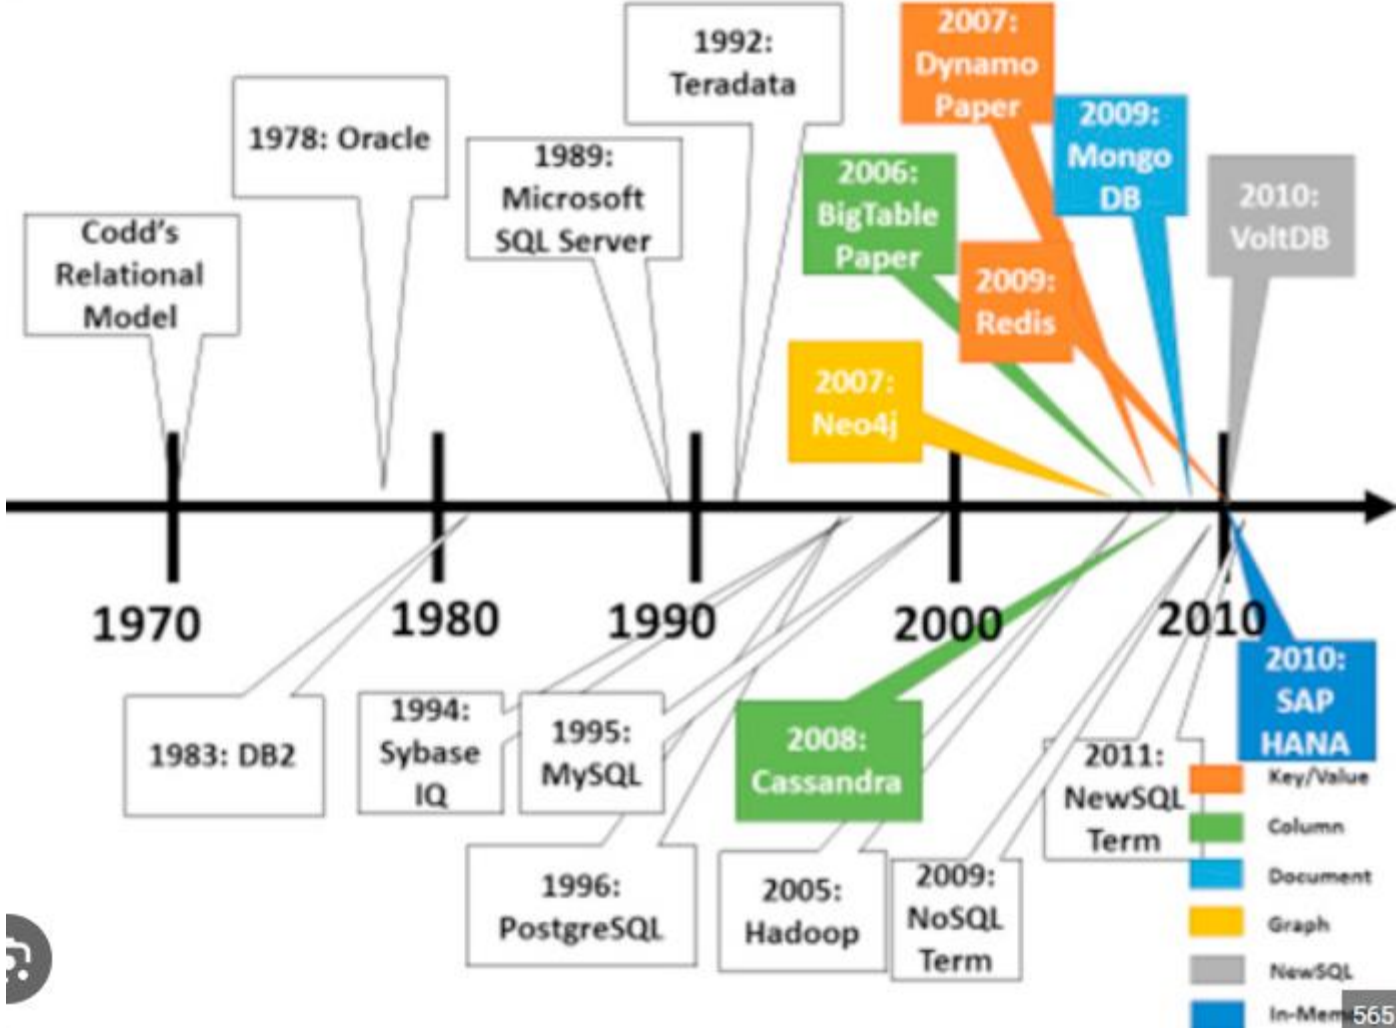 1992:
Teradata
2007:
Dynamo
Paper
1978: Oracle
1989:
Microsoft
SQL Server
2009:
Mongo
DB
2006:
BigTable
Paper
2010:
VoltDB
Codd's
Relational
Model
2009:
Redis
2007:
Neo4j
1970
1980
1990
2000
2010
1983: DB2
1994:
Sybase
IQ
1995:
MySQL
2008:
Cassandra
2011:
NewSQL
Term
2010:
SAP
HANA
1996:
PostgreSQL
2005:
Hadoop
2009:
NoSQL
Term
Key/Value
Column
Document
Graph
NewSQL
565